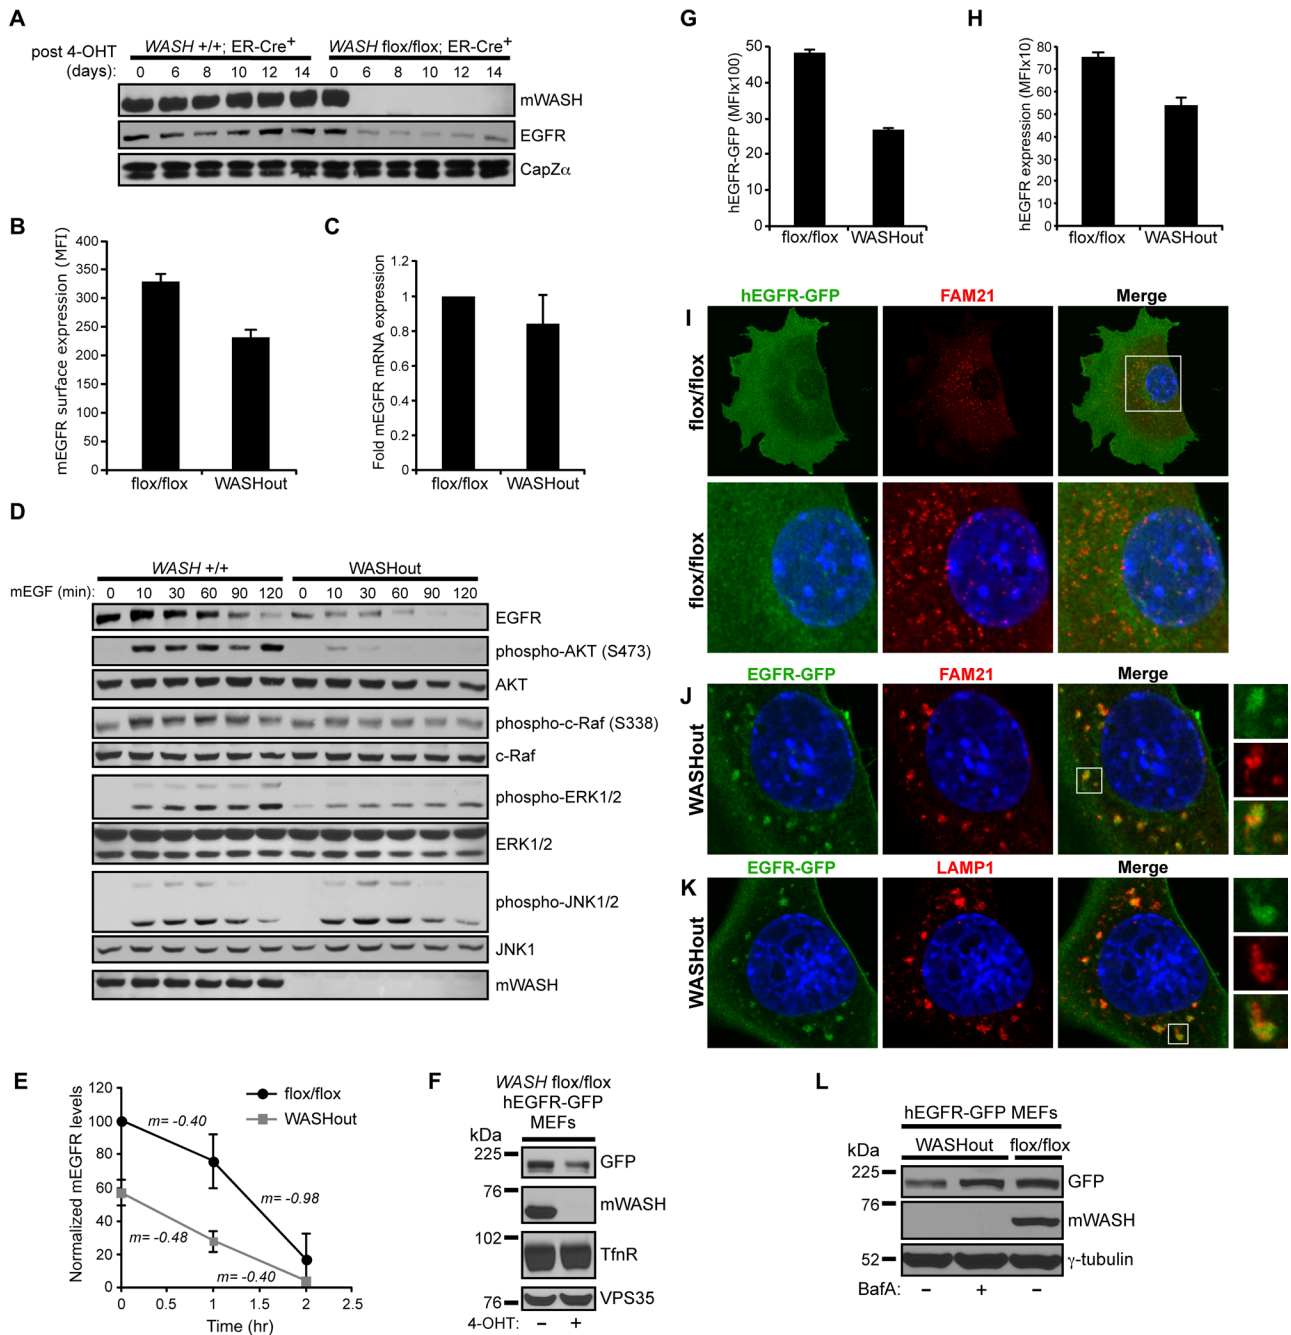 A
post 4-OHT
(days):
WASH +/+; ER-Cre+
WASH flox/flox; ER-Cre+
0 6 8 10 12 14 0 6 8 10 12 14
mWASH
EGFR
CapZα
B
mEGFR surface expression (MFI)
400
350
300
250
200
150
100
50
0
flox/flox WASHout
C
Fold mEGFR mRNA expression
1.2
1
0.8
0.6
0.4
0.2
0
flox/flox WASHout
D
WASH +/+ WASHout
mEGF (min): 0 10 30 60 90 120 0 10 30 60 90 120
EGFR
phospho-AKT (S473)
AKT
phospho-c-Raf (S338)
c-Raf
phospho-ERK1/2
ERK1/2
phospho-JNK1/2
JNK1
mWASH
E
Normalized mEGFR levels
120
100
80
60
40
20
0
0 0.5 1 1.5 2 2.5
Time (hr)
flox/flox
WASHout
m= -0.40
m= -0.98
m= -0.48
m= -0.40
F
WASH flox/flox
hEGFR-GFP
MEFs
kDa
225
GFP
76
mWASH
102
TfnR
76
VPS35
4-OHT: – +
G
hEGFR-GFP (MFIx100)
50
40
30
20
10
0
flox/flox WASHout
H
hEGFR expression (MFIx10)
80
70
60
50
40
30
20
10
0
flox/flox WASHout
I
hEGFR-GFP FAM21 Merge
flox/flox
flox/flox
J
EGFR-GFP FAM21 Merge
WASHout
K
EGFR-GFP LAMP1 Merge
WASHout
L
hEGFR-GFP MEFs
WASHout flox/flox
kDa
225
GFP
76
mWASH
52
γ-tubulin
BafA: – + –